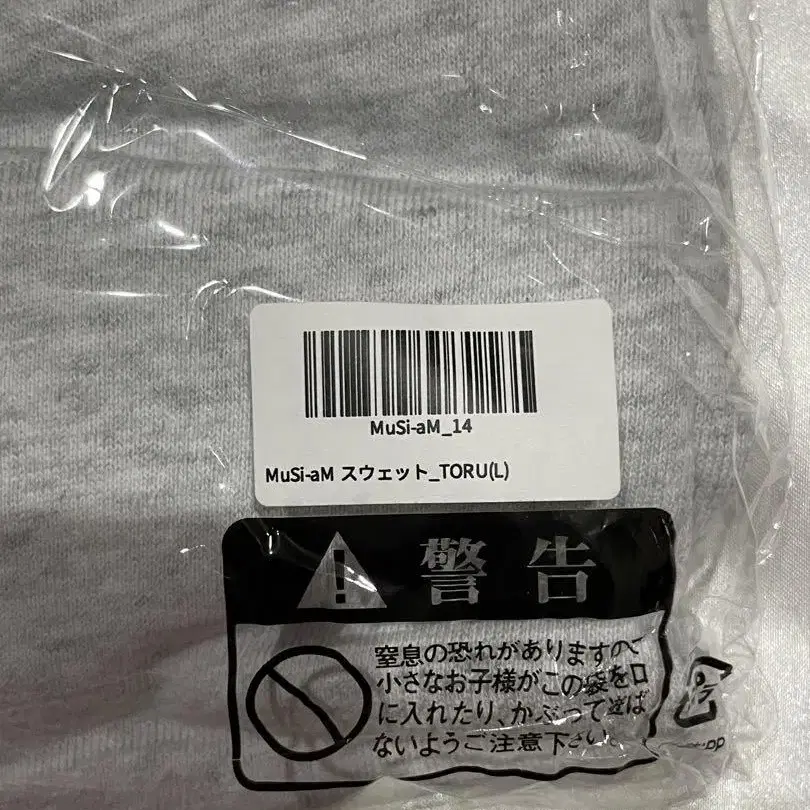 MuSi-aM_14
MuSi-aM スウェット_TORU(L)
警告
窒息の恐れがありますので
小さなお子様がこの袋を口
に入れたり、かぶって遊ば
ないようご注意下さい。
プラ
PP